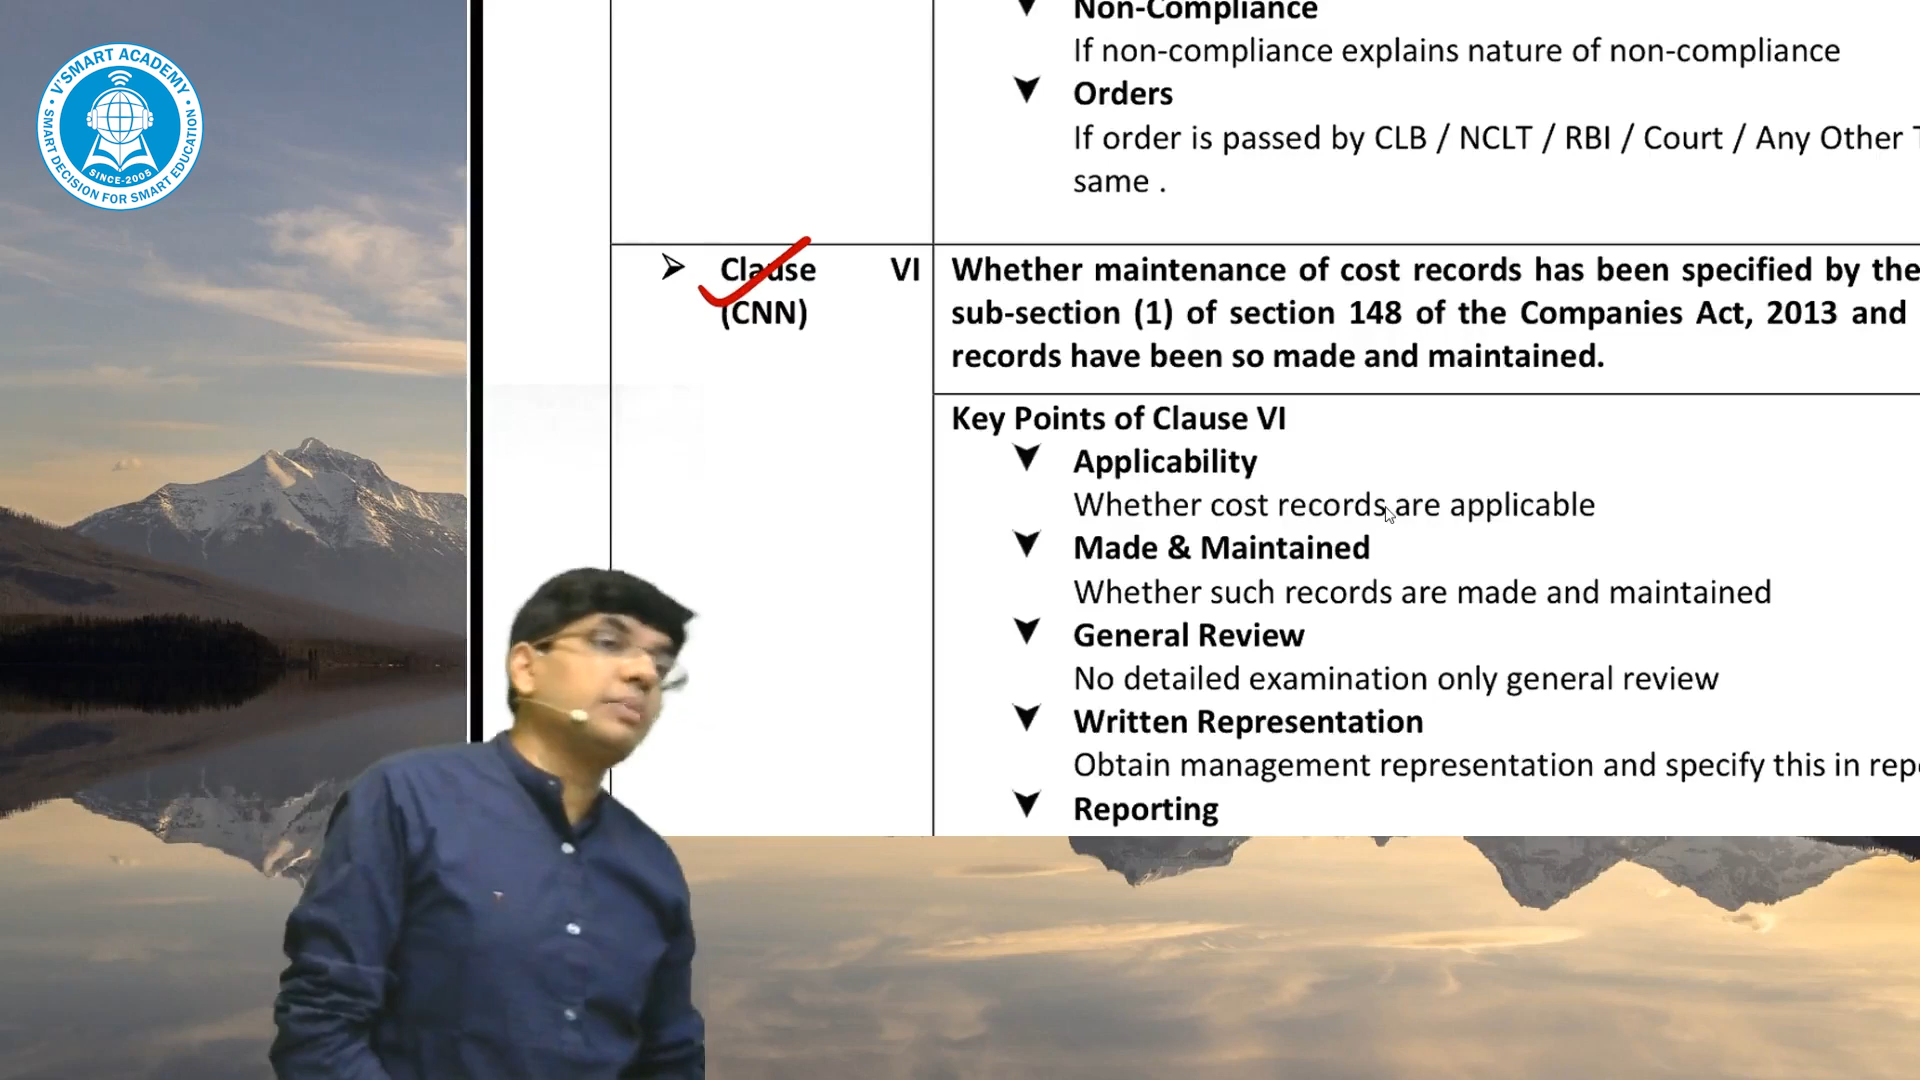 V'SMART ACADEMY
SMART DECISION FOR SMART EDUCATION
SINCE-2005
Non-Compliance
If non-compliance explains nature of non-compliance
Orders
If order is passed by CLB / NCLT / RBI / Court / Any Other
same .
Clause VI
(CNN)
Whether maintenance of cost records has been specified by the
sub-section (1) of section 148 of the Companies Act, 2013 and
records have been so made and maintained.
Key Points of Clause VI
Applicability
Whether cost records are applicable
Made & Maintained
Whether such records are made and maintained
General Review
No detailed examination only general review
Written Representation
Obtain management representation and specify this in
Reporting